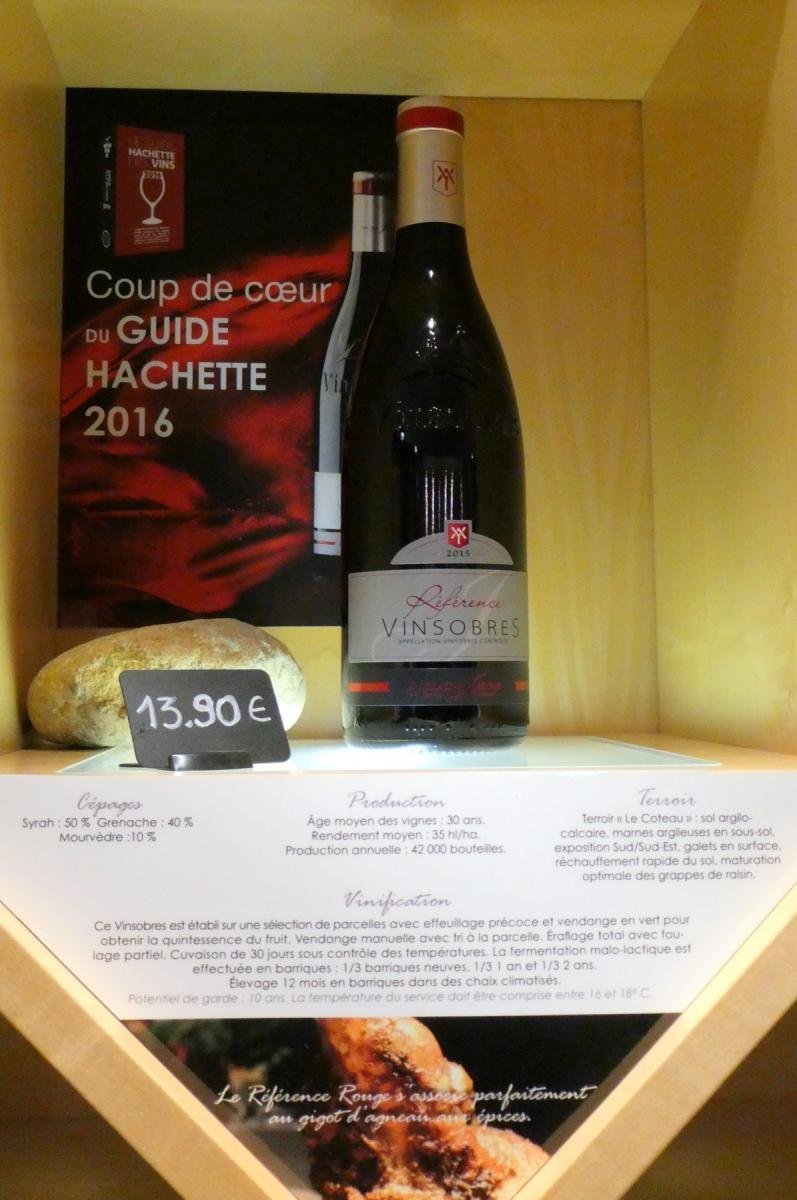 LE GUIDE
HACHETTE
DES VINS
2016
Coup de cœur
DU GUIDE
HACHETTE
2016
Vin
2015
Référence
VINSOBRES
APPELLATION VINSOBRES CONTRÔLÉE
13.90 €
Cépages
Syrah : 50 % Grenache : 40 %
Mourvèdre :10 %
Production
Âge moyen des vignes : 30 ans.
Rendement moyen : 35 hl/ha.
Production annuelle : 42 000 bouteilles.
Terroir
Terroir « Le Coteau » : sol argilo-
calcaire, marnes argileuses en sous-sol,
exposition Sud/Sud-Est, galets en surface,
réchauffement rapide du sol, maturation
optimale des grappes de raisin.
Vinification
Ce Vinsobres est établi sur une sélection de parcelles avec effeuillage précoce et vendange en vert pour
obtenir la quintessence du fruit. Vendange manuelle avec tri à la parcelle. Éraflage total avec fou-
lage partiel. Cuvaison de 30 jours sous contrôle des températures. La fermentation malo-lactique est
effectuée en barriques : 1/3 barriques neuves, 1/3 1 an et 1/3 2 ans.
Élevage 12 mois en barriques dans des chaix climatisés.
Potentiel de garde : 10 ans. La température du service doit être comprise entre 16 et 18° C.
Le Référence Rouge s'associe parfaitement
au gigot d'agneau aux épices.